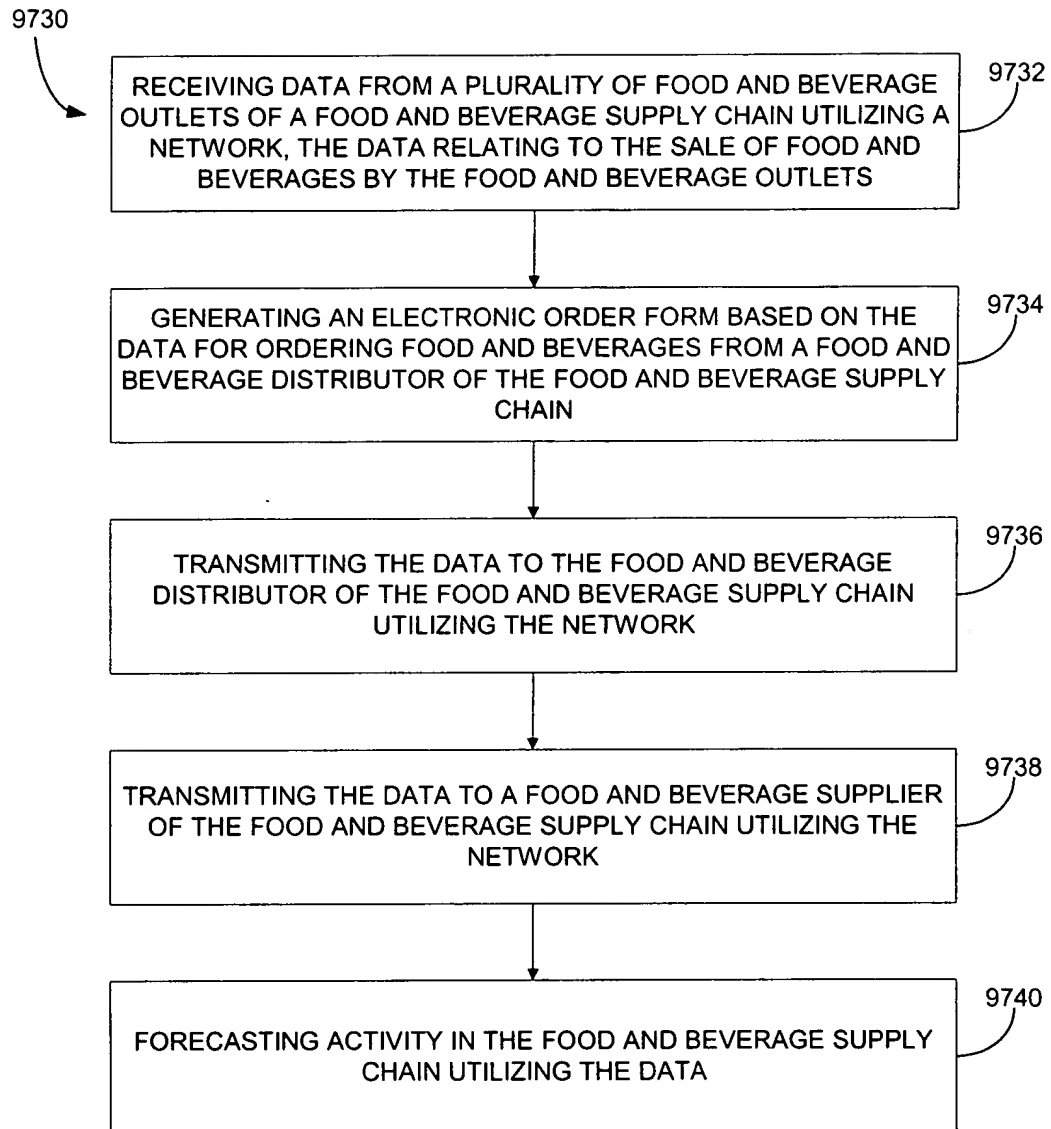 9730
RECEIVING DATA FROM A PLURALITY OF FOOD AND BEVERAGE
OUTLETS OF A FOOD AND BEVERAGE SUPPLY CHAIN UTILIZING A
NETWORK, THE DATA RELATING TO THE SALE OF FOOD AND
BEVERAGES BY THE FOOD AND BEVERAGE OUTLETS
9732
GENERATING AN ELECTRONIC ORDER FORM BASED ON THE
DATA FOR ORDERING FOOD AND BEVERAGES FROM A FOOD AND
BEVERAGE DISTRIBUTOR OF THE FOOD AND BEVERAGE SUPPLY
CHAIN
9734
TRANSMITTING THE DATA TO THE FOOD AND BEVERAGE
DISTRIBUTOR OF THE FOOD AND BEVERAGE SUPPLY CHAIN
UTILIZING THE NETWORK
9736
TRANSMITTING THE DATA TO A FOOD AND BEVERAGE SUPPLIER
OF THE FOOD AND BEVERAGE SUPPLY CHAIN UTILIZING THE
NETWORK
9738
FORECASTING ACTIVITY IN THE FOOD AND BEVERAGE SUPPLY
CHAIN UTILIZING THE DATA
9740